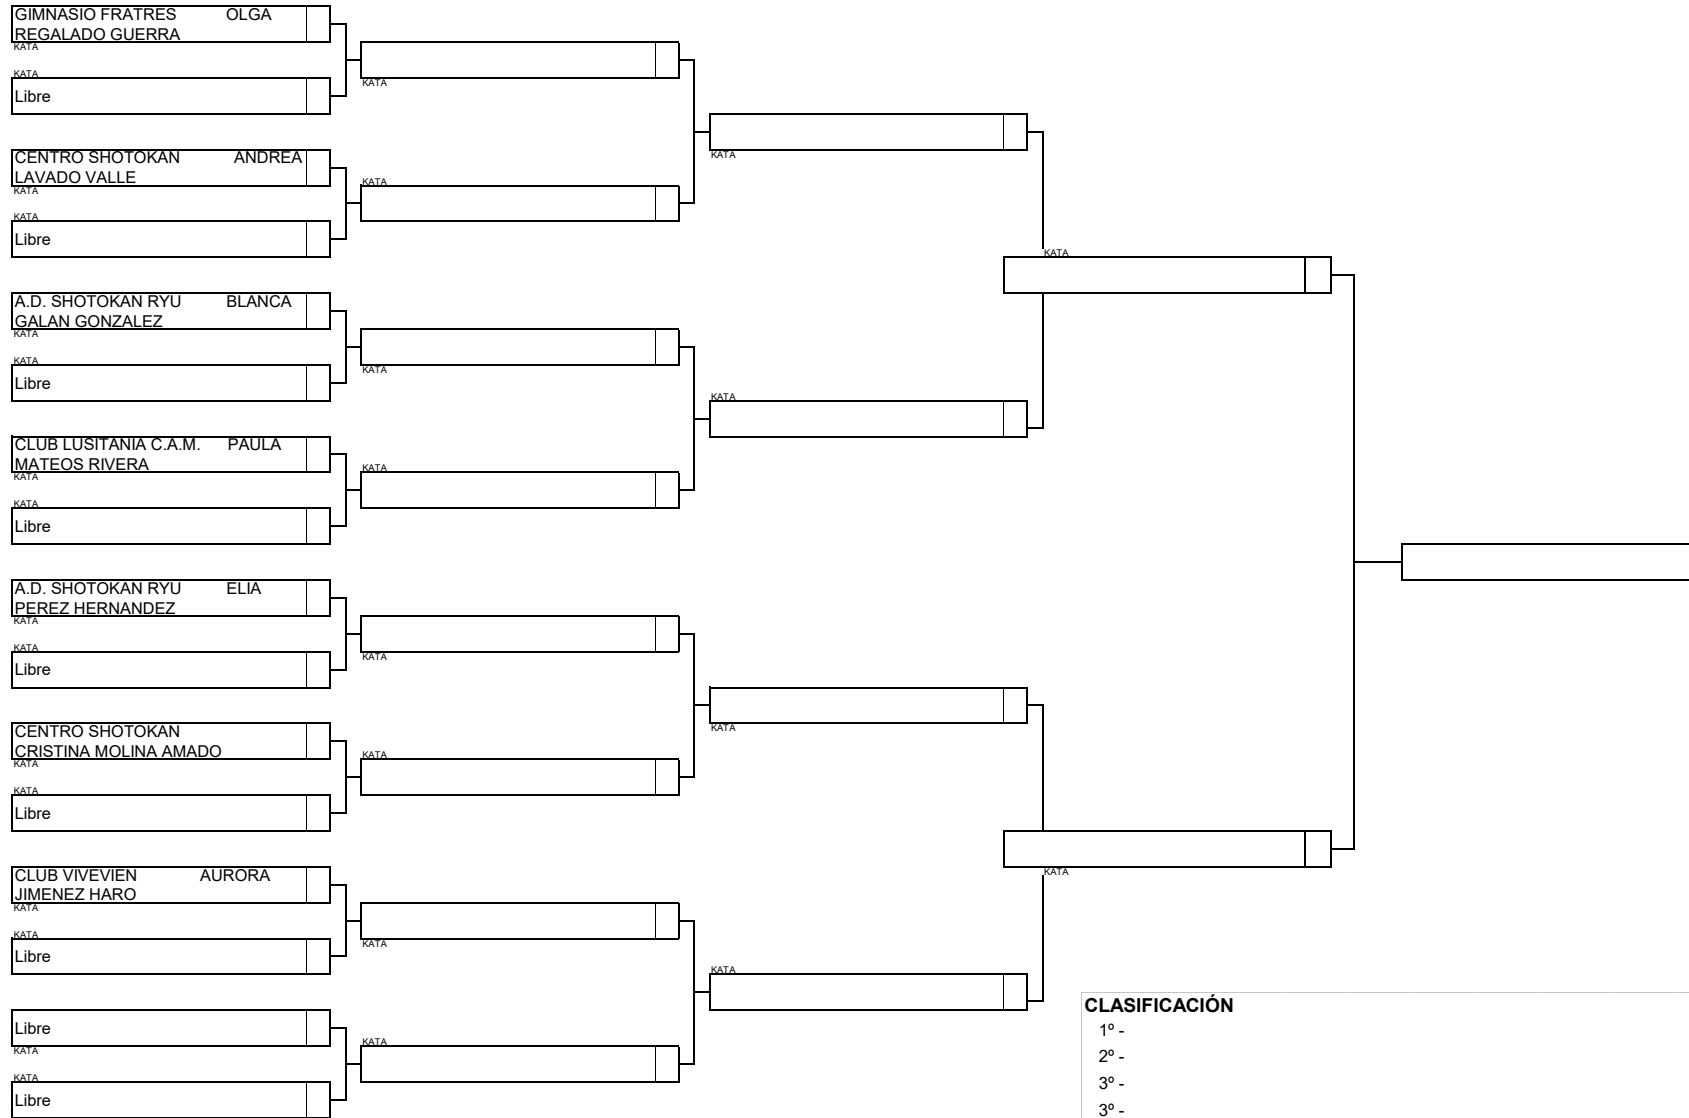 GIMNASIO FRATRES OLGA
REGALADO GUERRA
KATA
KATA
Libre
CENTRO SHOTOKAN ANDREA
LAVADO VALLE
KATA
KATA
Libre
A.D. SHOTOKAN RYU BLANCA
GALAN GONZALEZ
KATA
KATA
Libre
CLUB LUSITANIA C.A.M. PAULA
MATEOS RIVERA
KATA
KATA
Libre
A.D. SHOTOKAN RYU ELIA
PEREZ HERNANDEZ
KATA
KATA
Libre
CENTRO SHOTOKAN
CRISTINA MOLINA AMADO
KATA
KATA
Libre
CLUB VIVEVIEN AURORA
JIMENEZ HARO
KATA
KATA
Libre
Libre
KATA
KATA
Libre
KATA
KATA
KATA
KATA
KATA
KATA
KATA
KATA
KATA
KATA
KATA
KATA
KATA
KATA
CLASIFICACIÓN
1º -
2º -
3º -
3º -